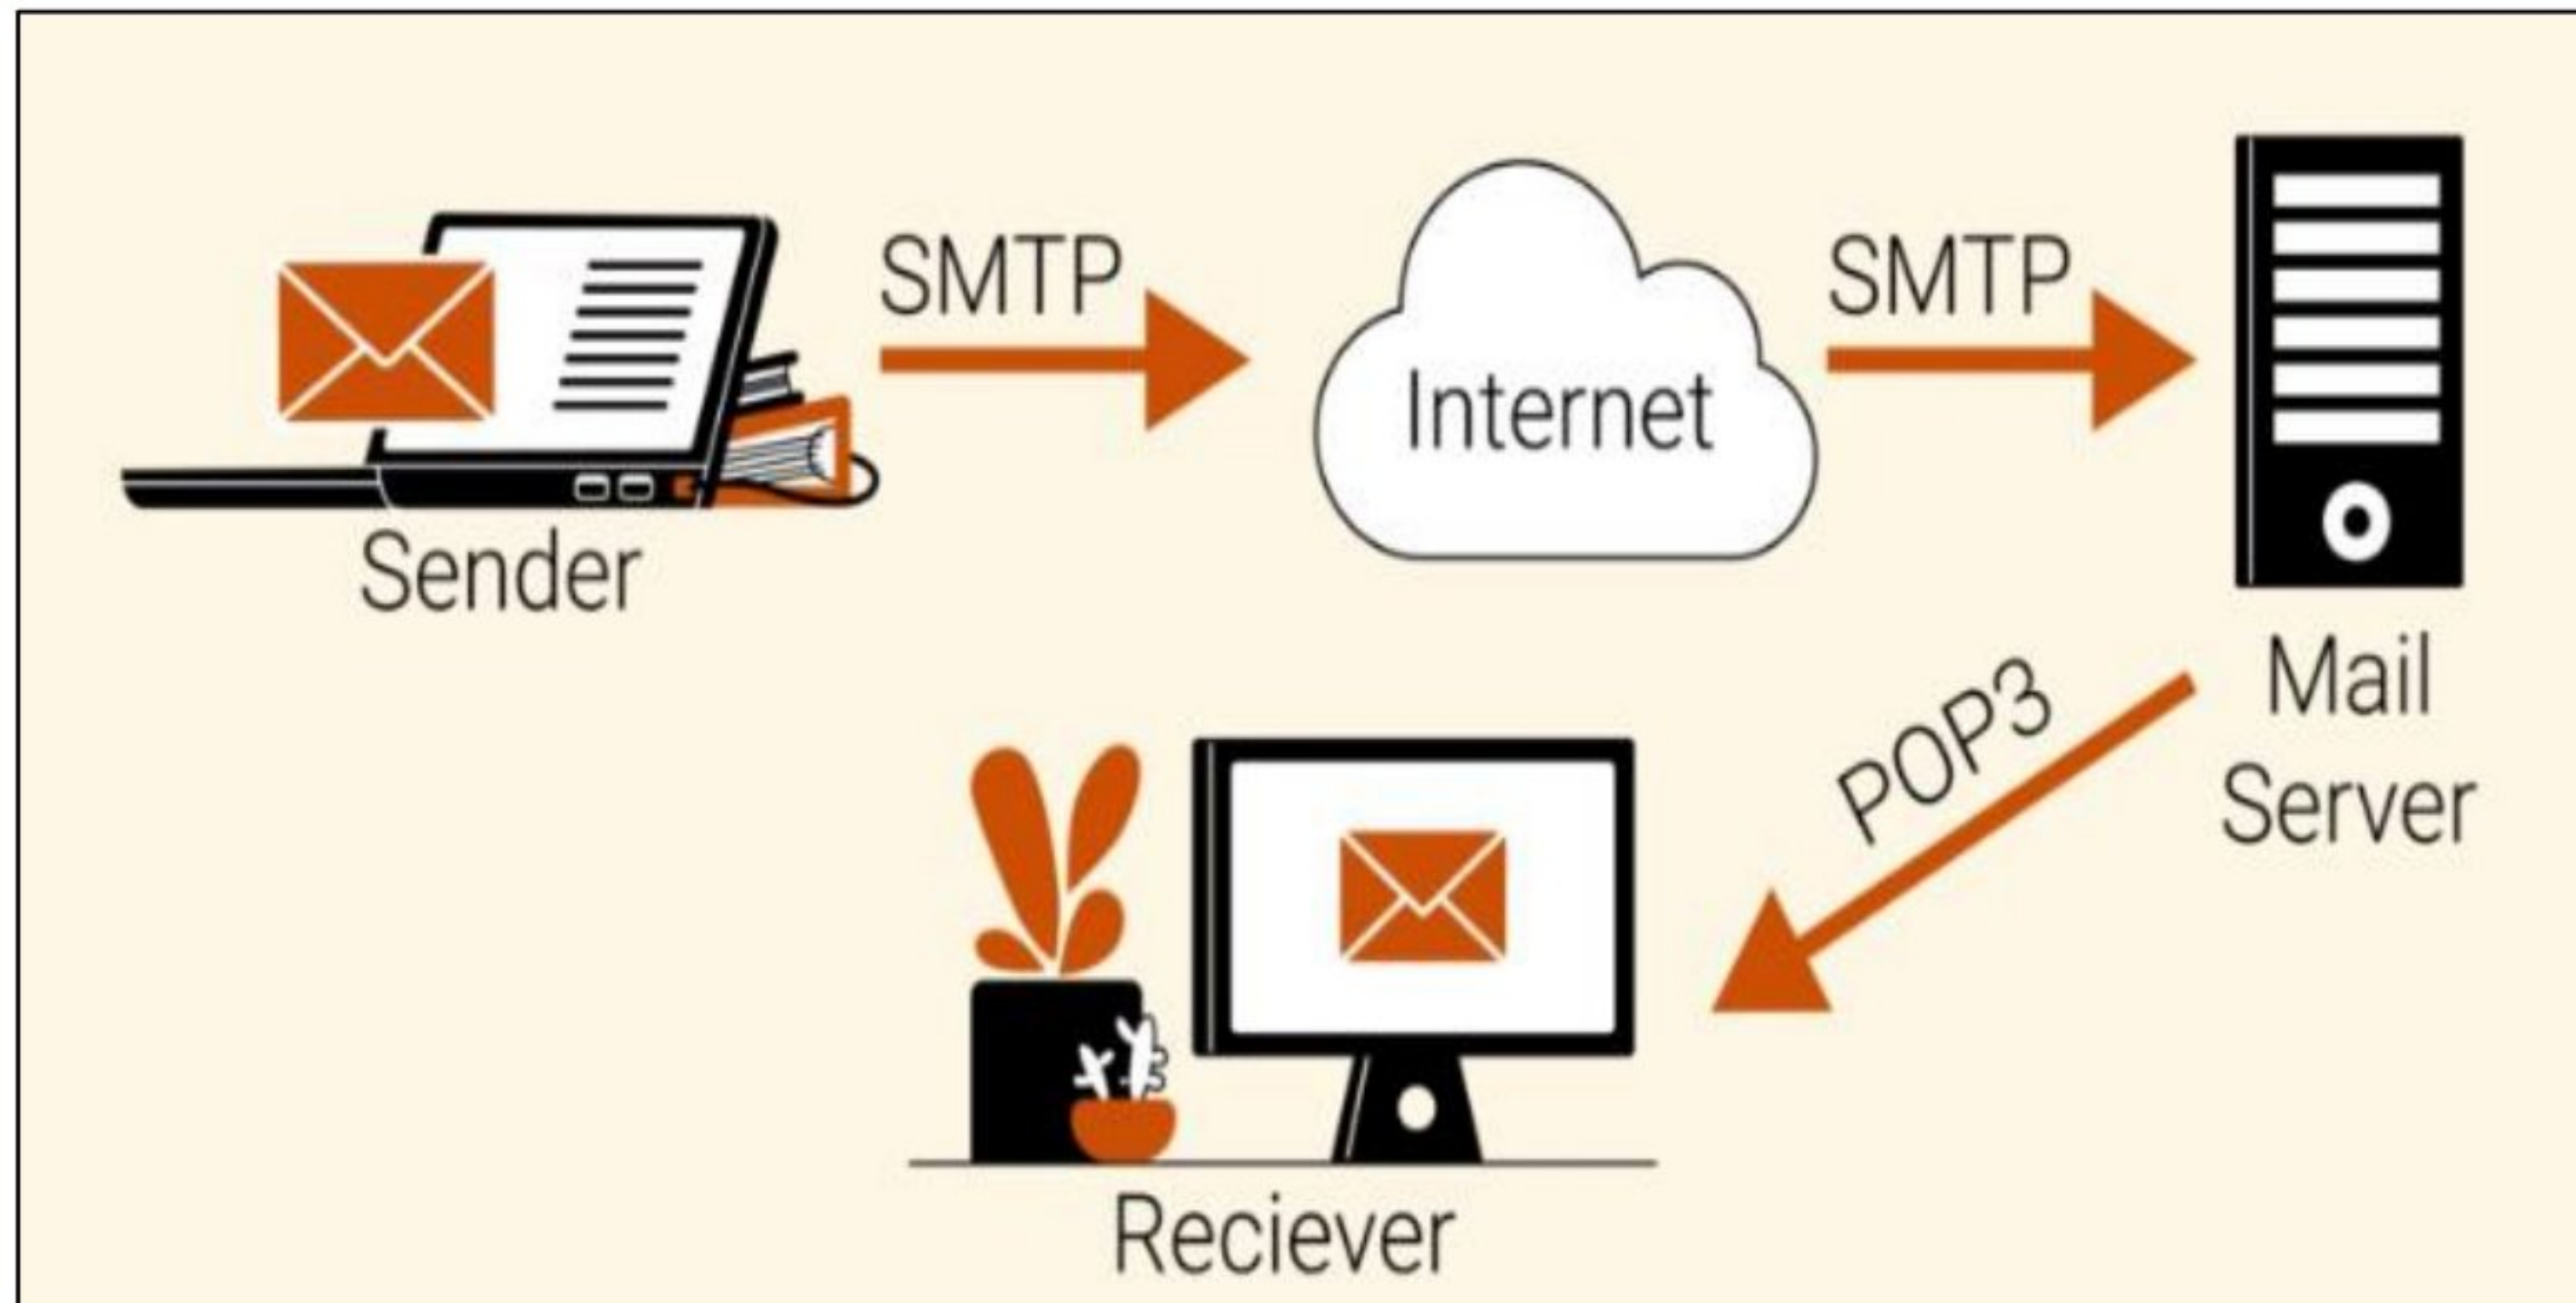 SMTP
SMTP
Internet
Sender
Mail
Server
POP3
Reciever